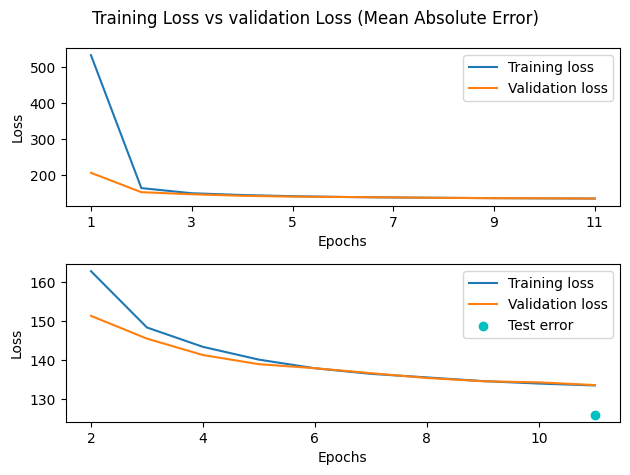 Training Loss vs validation Loss (Mean Absolute Error)
500
400
300
200
Loss
Training loss
Validation loss
1 3 5 7 9 11
Epochs
160
150
140
130
Loss
Training loss
Validation loss
Test error
2 4 6 8 10
Epochs